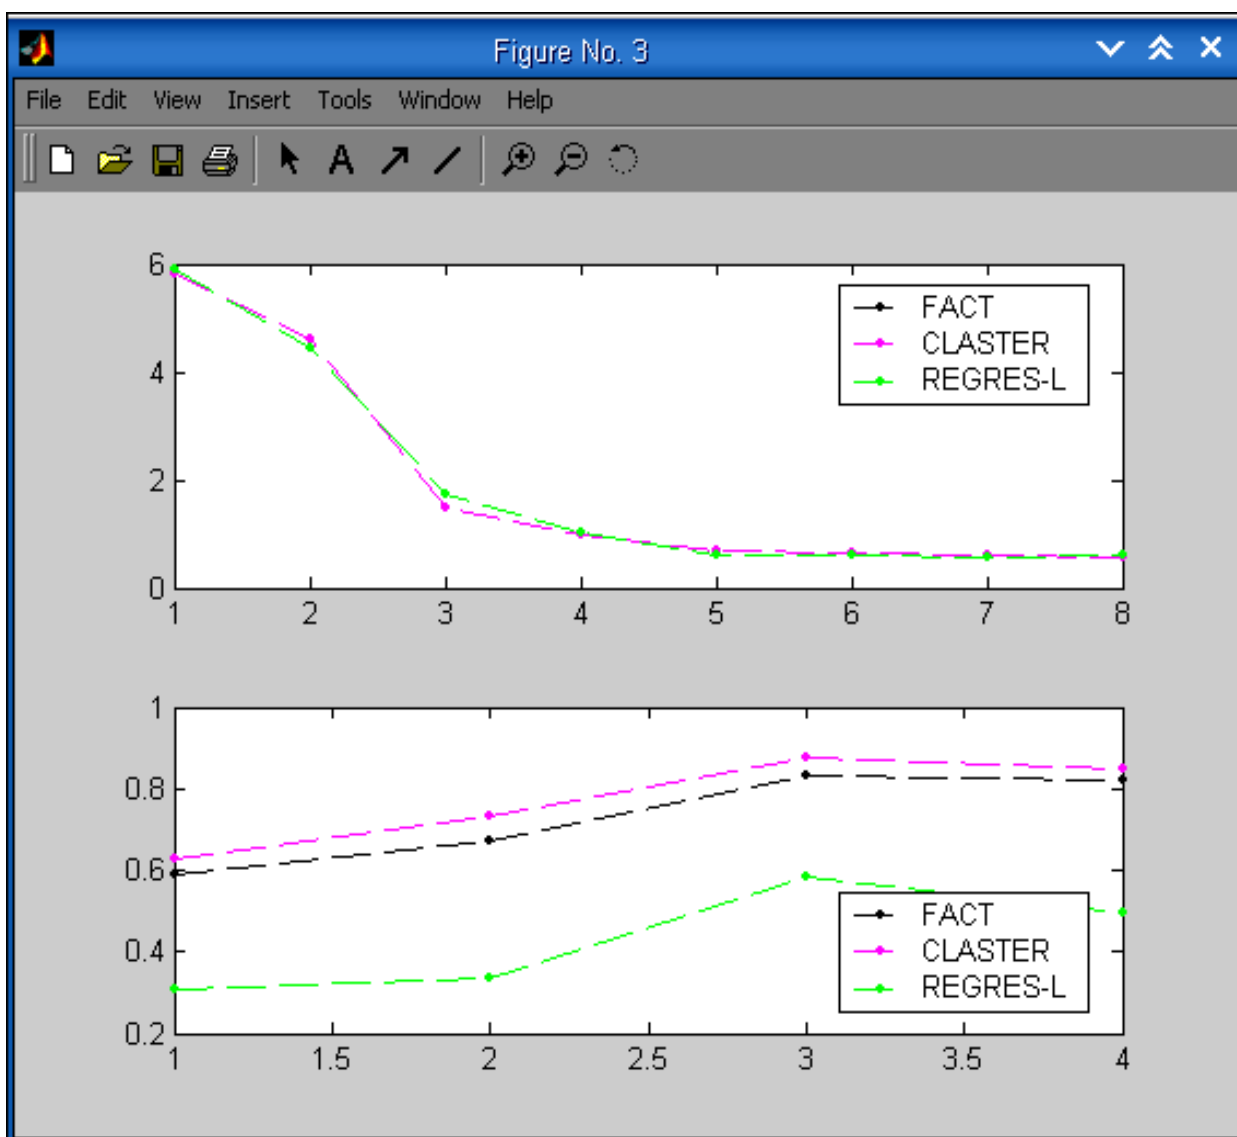 Figure No. 3
File Edit View Insert Tools Window Help
A
6
4
2
0
1 2 3 4 5 6 7 8
FACT
CLASTER
REGRES-L
1
0.8
0.6
0.4
0.2
1 1.5 2 2.5 3 3.5 4
FACT
CLASTER
REGRES-L